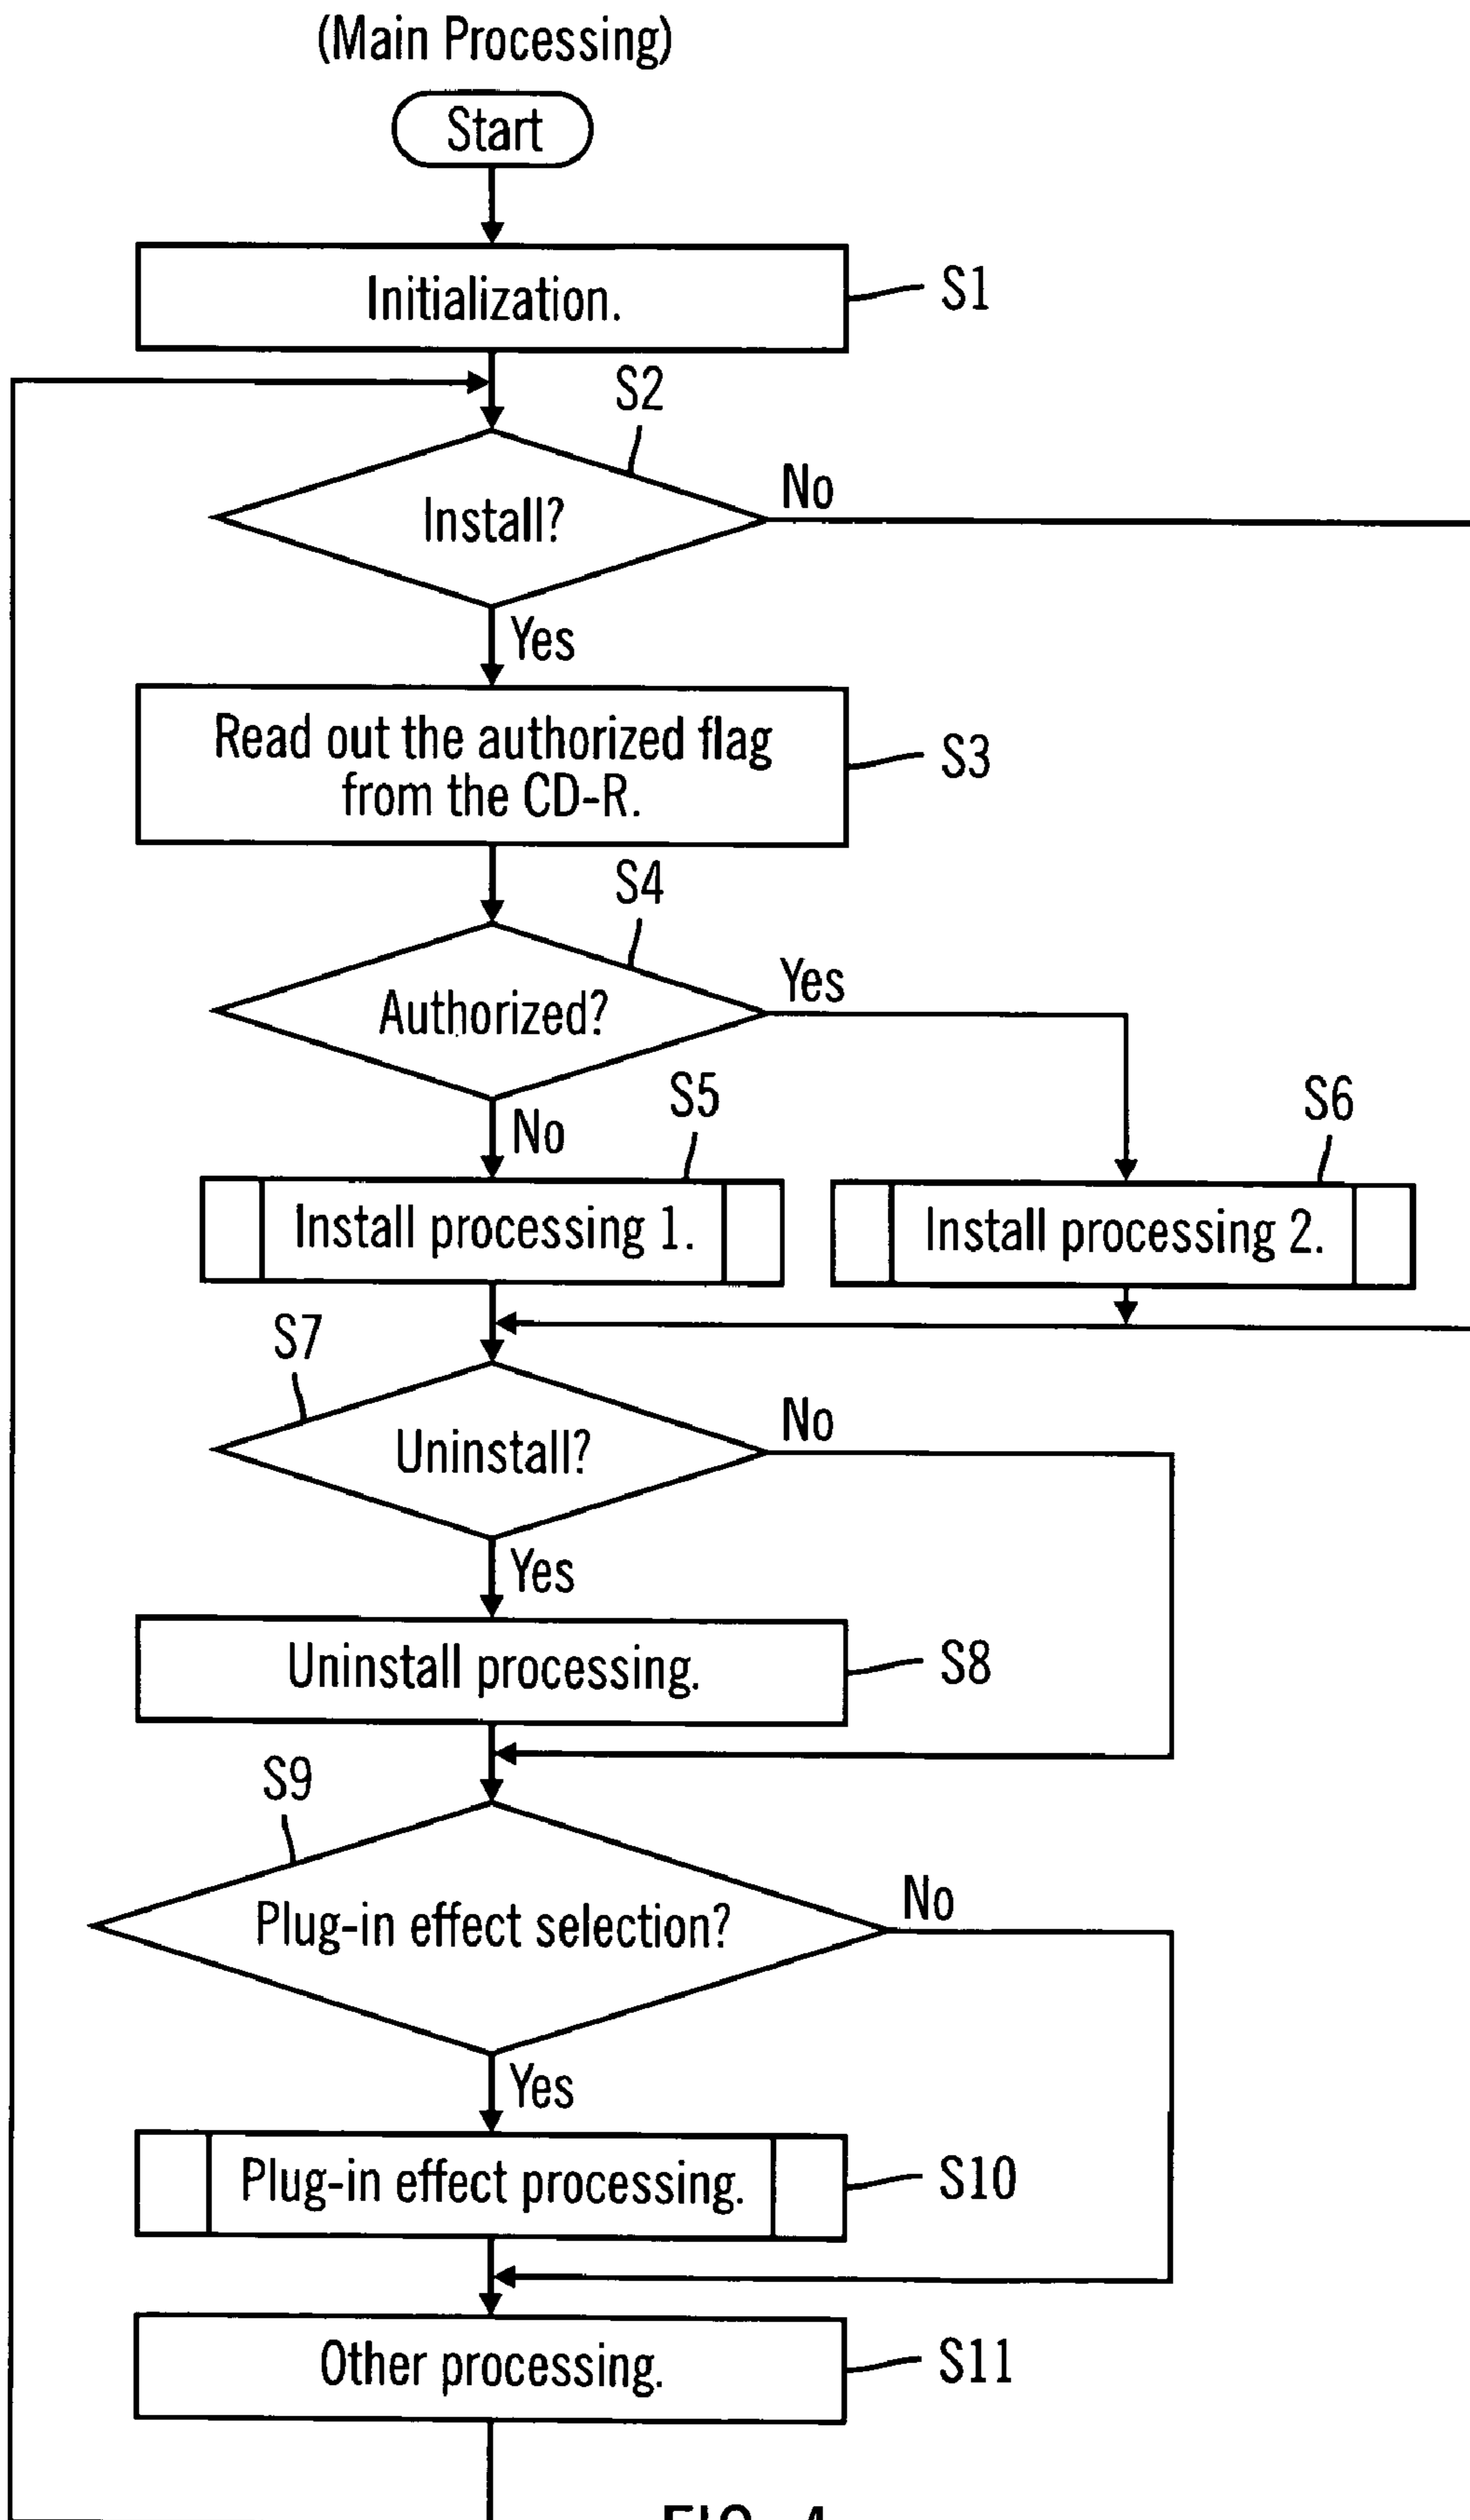 (Main Processing)
Start
Initialization.
S1
S2
Install?
No
Yes
Read out the authorized flag
from the CD-R.
S3
S4
Authorized?
Yes
No
S5
S6
Install processing 1.
Install processing 2.
S7
Uninstall?
No
Yes
Uninstall processing.
S8
S9
Plug-in effect selection?
No
Yes
Plug-in effect processing.
S10
Other processing.
S11